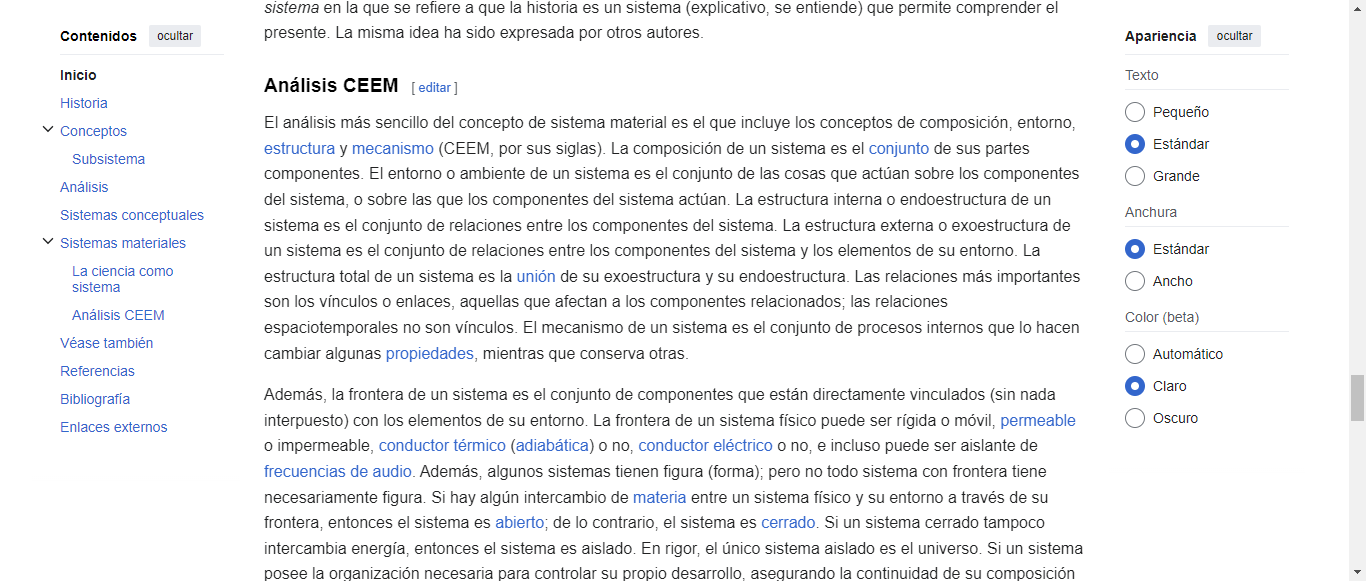 Contenidos ocultar
Inicio
Historia
Conceptos
Subsistema
Análisis
Sistemas conceptuales
Sistemas materiales
La ciencia como
sistema
Análisis CEEM
Véase también
Referencias
Bibliografía
Enlaces externos
sistema en la que se refiere a que la historia es un sistema (explicativo, se entiende) que permite comprender el
presente. La misma idea ha sido expresada por otros autores.
Análisis CEEM [ editar ]
El análisis más sencillo del concepto de sistema material es el que incluye los conceptos de composición, entorno,
estructura y mecanismo (CEEM, por sus siglas). La composición de un sistema es el conjunto de sus partes
componentes. El entorno o ambiente de un sistema es el conjunto de las cosas que actúan sobre los componentes
del sistema, o sobre las que los componentes del sistema actúan. La estructura interna o endoestructura de un
sistema es el conjunto de relaciones entre los componentes del sistema. La estructura externa o exoestructura de
un sistema es el conjunto de relaciones entre los componentes del sistema y los elementos de su entorno. La
estructura total de un sistema es la unión de su exoestructura y su endoestructura. Las relaciones más importantes
son los vínculos o enlaces, aquellas que afectan a los componentes relacionados; las relaciones
espaciotemporales no son vínculos. El mecanismo de un sistema es el conjunto de procesos internos que lo hacen
cambiar algunas propiedades, mientras que conserva otras.
Además, la frontera de un sistema es el conjunto de componentes que están directamente vinculados (sin nada
interpuesto) con los elementos de su entorno. La frontera de un sistema físico puede ser rígida o móvil, permeable
o impermeable, conductor térmico (adiabática) o no, conductor eléctrico o no, e incluso puede ser aislante de
frecuencias de audio. Además, algunos sistemas tienen figura (forma); pero no todo sistema con frontera tiene
necesariamente figura. Si hay algún intercambio de materia entre un sistema físico y su entorno a través de su
frontera, entonces el sistema es abierto; de lo contrario, el sistema es cerrado. Si un sistema cerrado tampoco
intercambia energía, entonces el sistema es aislado. En rigor, el único sistema aislado es el universo. Si un sistema
posee la organización necesaria para controlar su propio desarrollo, asegurando la continuidad de su composición
Apariencia ocultar
Texto
Pequeño
Estándar
Grande
Anchura
Estándar
Ancho
Color (beta)
Automático
Claro
Oscuro